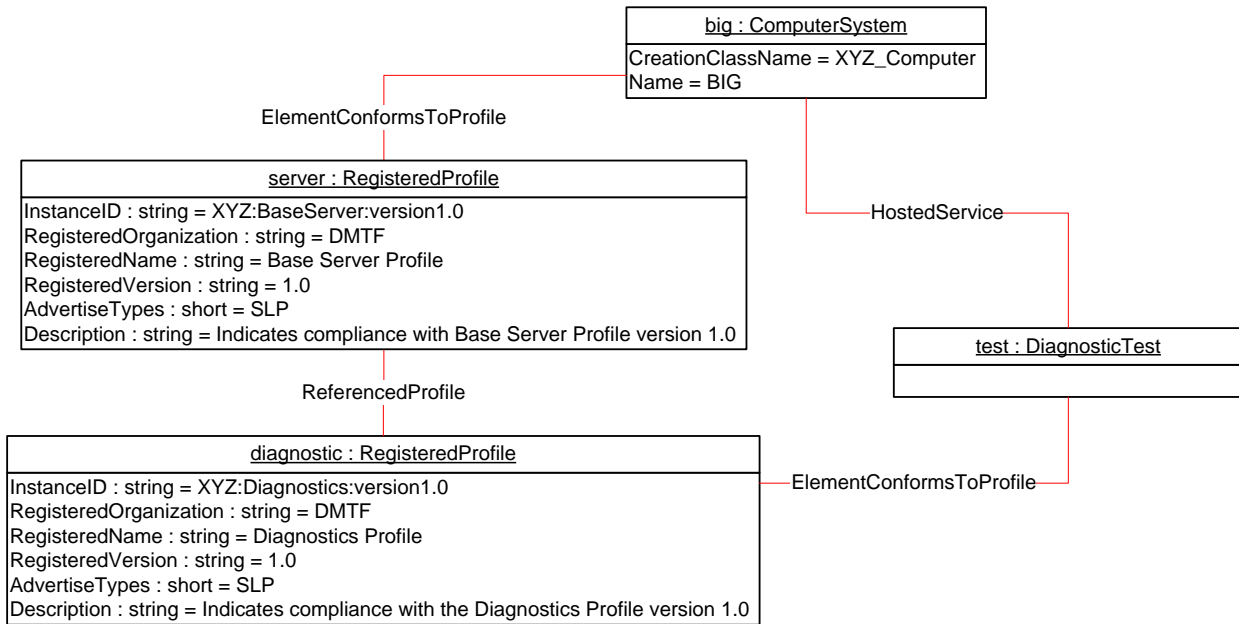 big : ComputerSystem
CreationClassName = XYZ_Computer
Name = BIG
ElementConformsToProfile
server : RegisteredProfile
InstanceID : string = XYZ:BaseServer:version1.0
RegisteredOrganization : string = DMTF
RegisteredName : string = Base Server Profile
RegisteredVersion : string = 1.0
AdvertiseTypes : short = SLP
Description : string = Indicates compliance with Base Server Profile version 1.0
HostedService
test : DiagnosticTest
ReferencedProfile
diagnostic : RegisteredProfile
InstanceID : string = XYZ:Diagnostics:version1.0
RegisteredOrganization : string = DMTF
RegisteredName : string = Diagnostics Profile
RegisteredVersion : string = 1.0
AdvertiseTypes : short = SLP
Description : string = Indicates compliance with the Diagnostics Profile version 1.0
ElementConformsToProfile